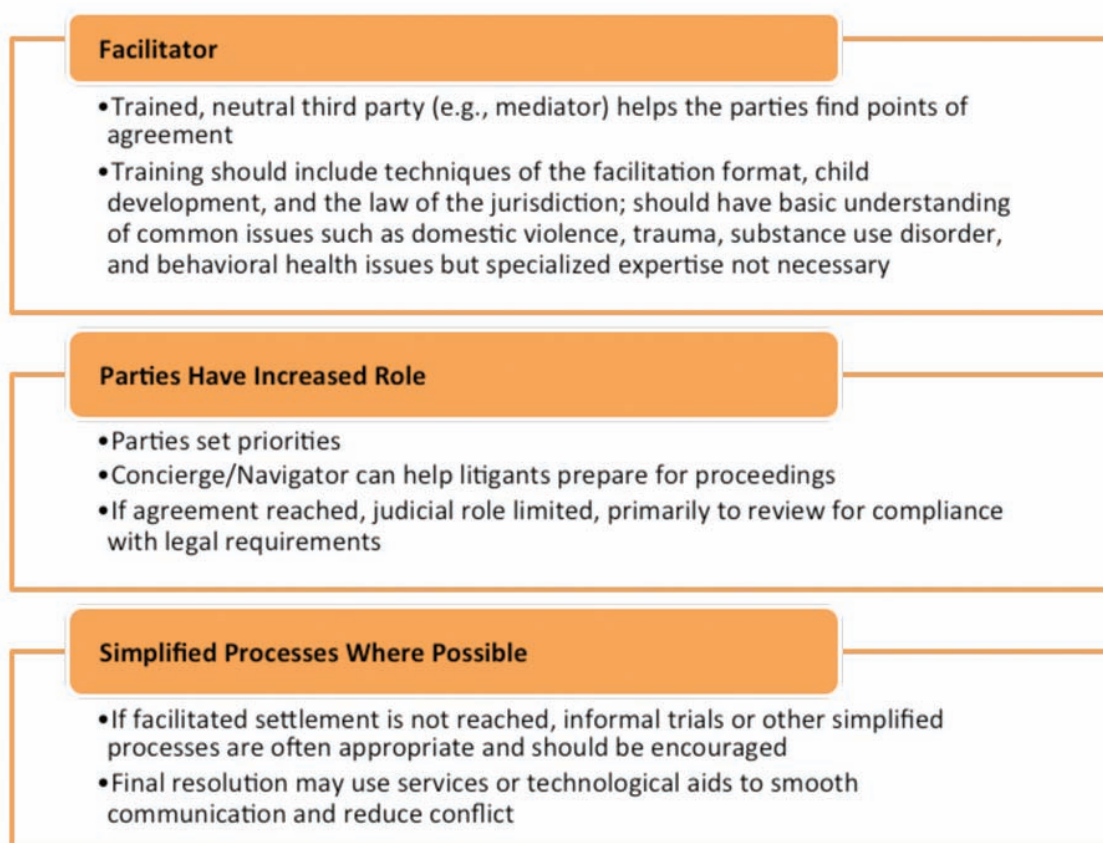 Facilitator
•Trained, neutral third party (e.g., mediator) helps the parties find points of
agreement
•Training should include techniques of the facilitation format, child
development, and the law of the jurisdiction; should have basic understanding
of common issues such as domestic violence, trauma, substance use disorder,
and behavioral health issues but specialized expertise not necessary
Parties Have Increased Role
•Parties set priorities
•Concierge/Navigator can help litigants prepare for proceedings
•If agreement reached, judicial role limited, primarily to review for compliance
with legal requirements
Simplified Processes Where Possible
•If facilitated settlement is not reached, informal trials or other simplified
processes are often appropriate and should be encouraged
•Final resolution may use services or technological aids to smooth
communication and reduce conflict